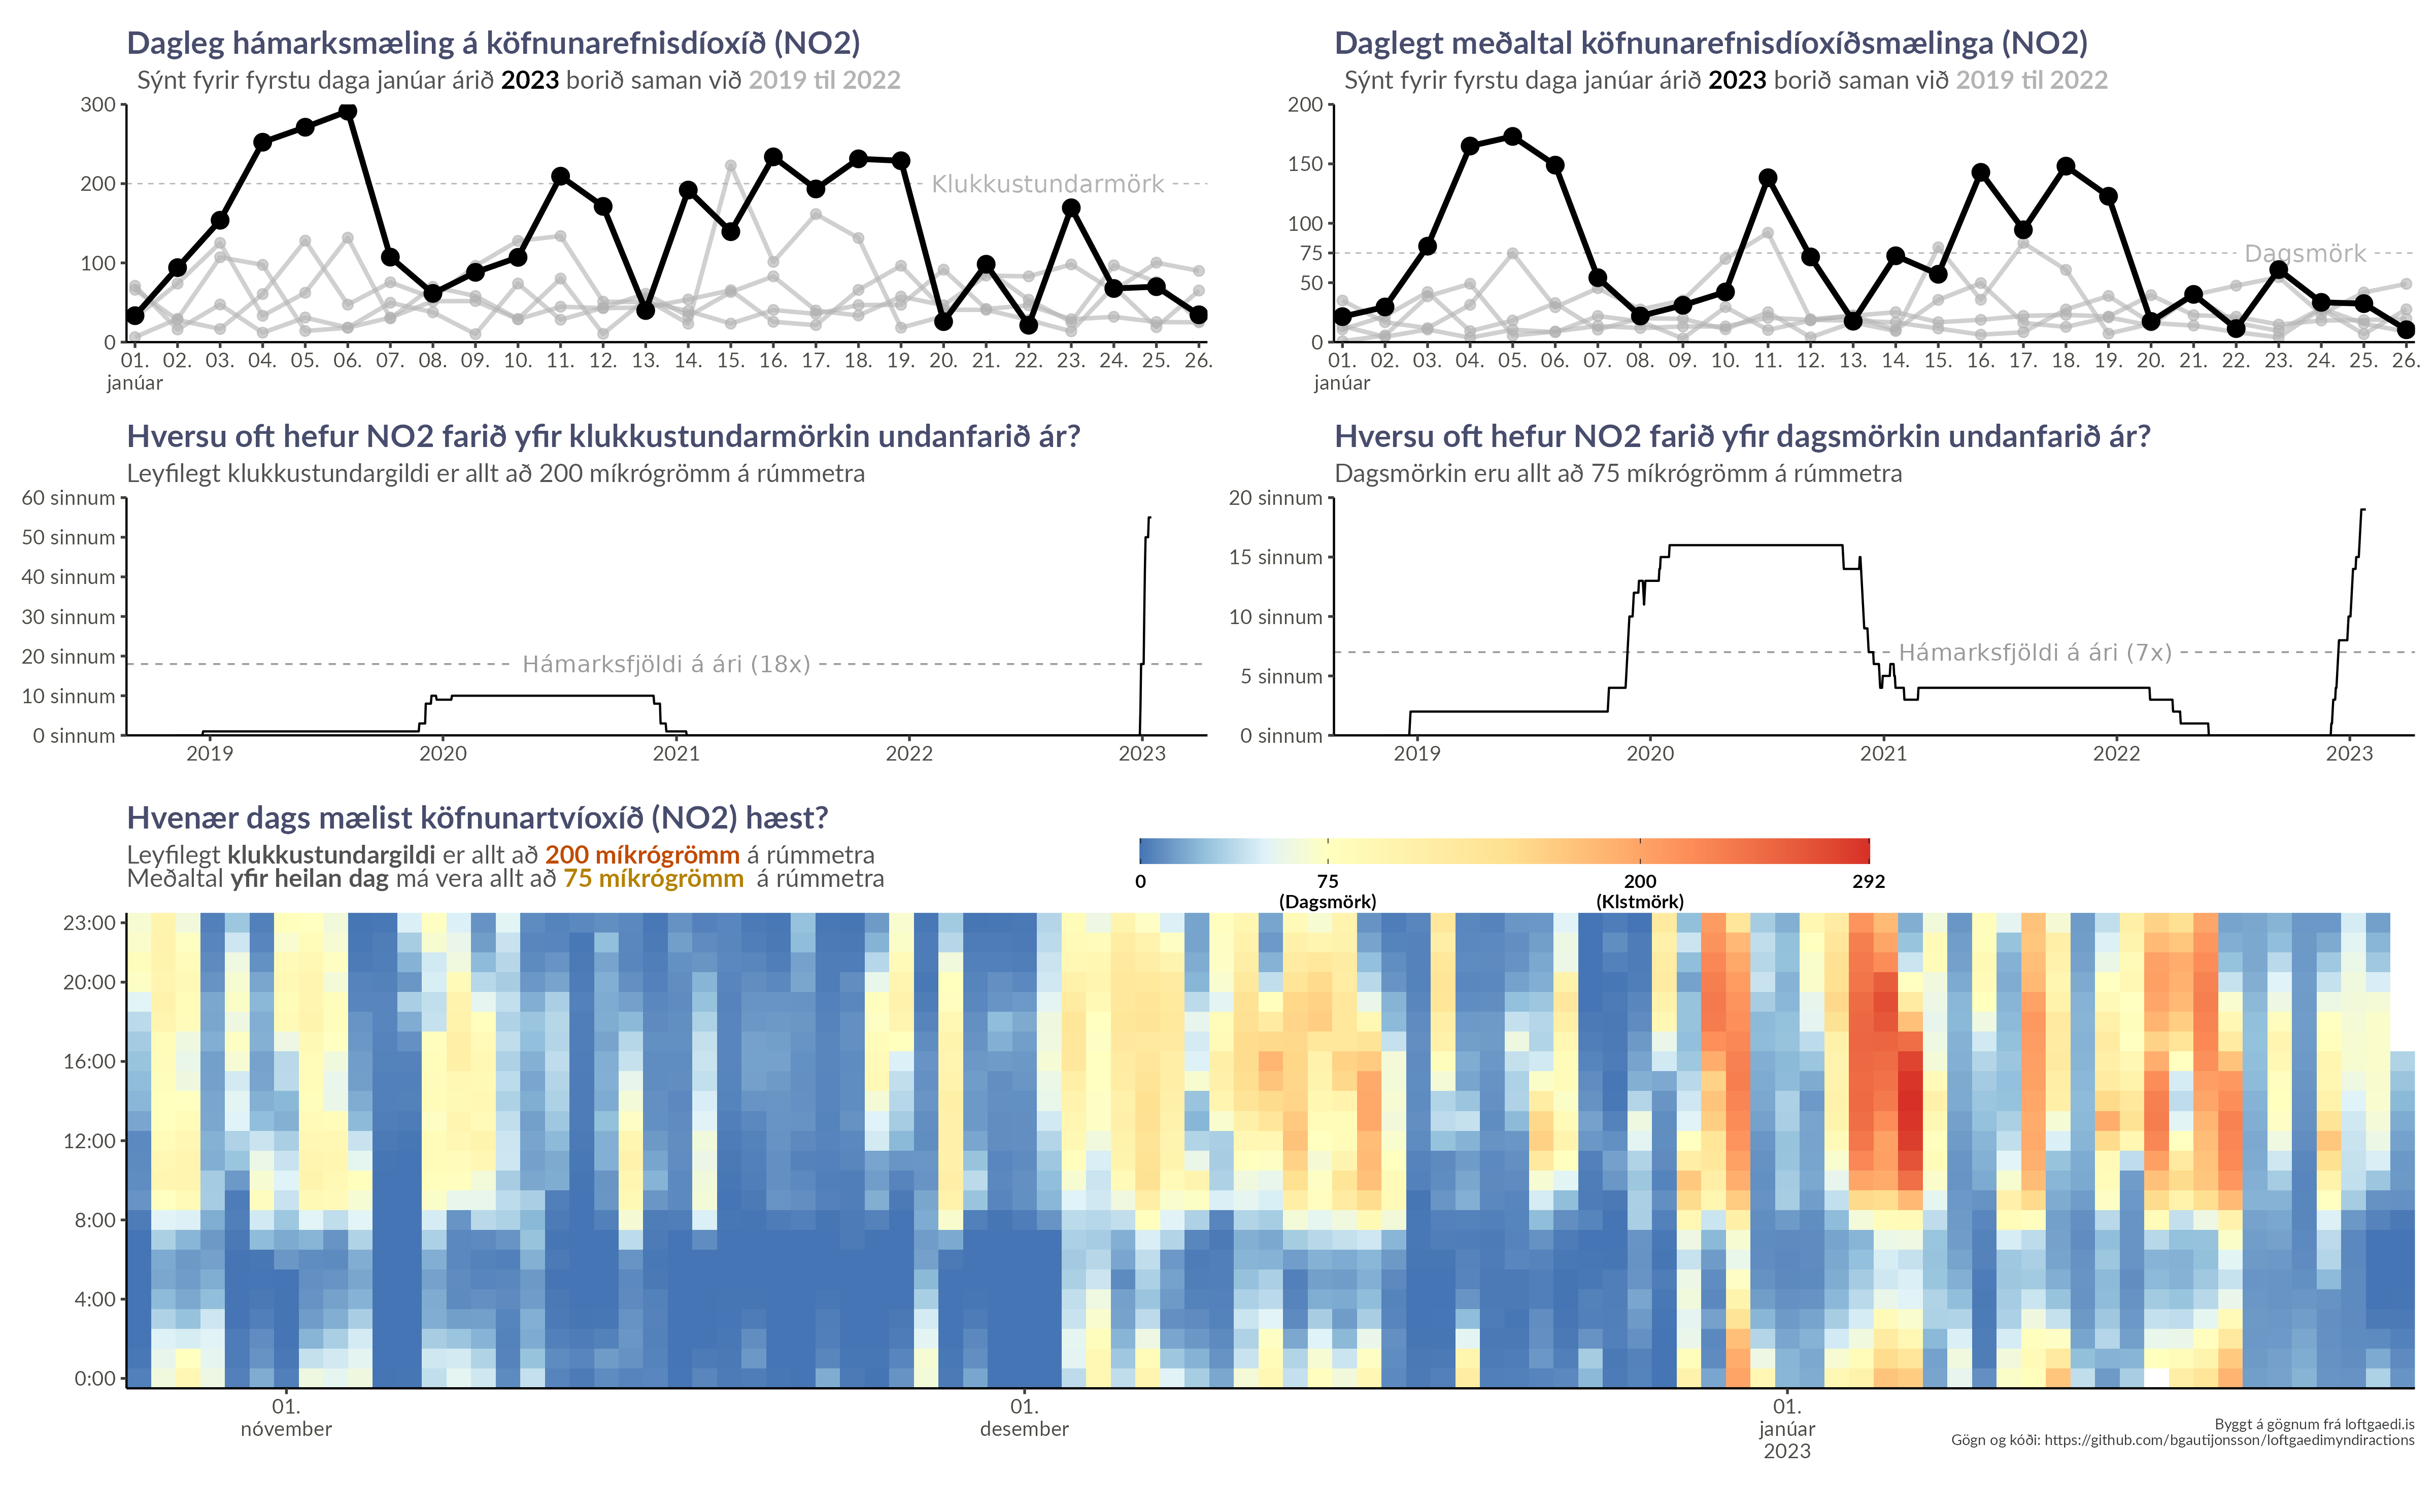 Dagleg hámarksmæling á köfnunarefnisdíoxíð (NO2)
Sýnt fyrir fyrstu daga janúar árið 2023 borið saman við 2019 til 2022
300
200
100
0
Klukkustundarmörk
01. 02. 03. 04. 05. 06. 07. 08. 09. 10. 11. 12. 13. 14. 15. 16. 17. 18. 19. 20. 21. 22. 23. 24. 25. 26.
janúar
Daglegt meðaltal köfnunarefnisdíoxíðsmælinga (NO2)
Sýnt fyrir fyrstu daga janúar árið 2023 borið saman við 2019 til 2022
200
150
100
75
50
0
Dagsmörk
01. 02. 03. 04. 05. 06. 07. 08. 09. 10. 11. 12. 13. 14. 15. 16. 17. 18. 19. 20. 21. 22. 23. 24. 25. 26.
janúar
Hversu oft hefur NO2 farið yfir klukkustundarmörkin undanfarið ár?
Leyfilegt klukkustundargildi er allt að 200 míkrógrömm á rúmmetra
60 sinnum
50 sinnum
40 sinnum
30 sinnum
20 sinnum
10 sinnum
0 sinnum
Hámarksfjöldi á ári (18x)
2019 2020 2021 2022 2023
Hversu oft hefur NO2 farið yfir dagsmörkin undanfarið ár?
Dagsmörkin eru allt að 75 míkrógrömm á rúmmetra
20 sinnum
15 sinnum
10 sinnum
5 sinnum
0 sinnum
Hámarksfjöldi á ári (7x)
2019 2020 2021 2022 2023
Hvenær dags mælist köfnunartvíoxíð (NO2) hæst?
Leyfilegt klukkustundargildi er allt að 200 míkrógrömm á rúmmetra
Meðaltal yfir heilan dag má vera allt að 75 míkrógrömm á rúmmetra
0 75 200 292
(Dagsmörk) (Klstmörk)
23:00
20:00
16:00
12:00
8:00
4:00
0:00
01. 01. 01.
nóvember desember janúar
2023
Byggt á gögnum frá loftgaedi.is
Gögn og kóði: https://github.com/bgautijonsson/loftgaedimyndiractions